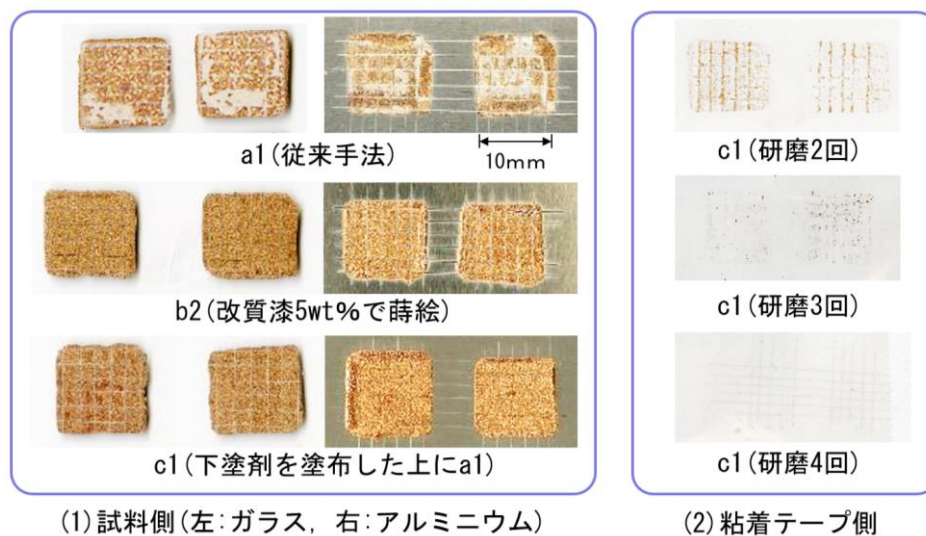 a1(従来手法)
10mm
b2(改質漆5wt%で蒔絵)
c1(下塗剤を塗布した上にa1)
(1)試料側(左:ガラス, 右:アルミニウム)
c1(研磨2回)
c1(研磨3回)
c1(研磨4回)
(2)粘着テープ側